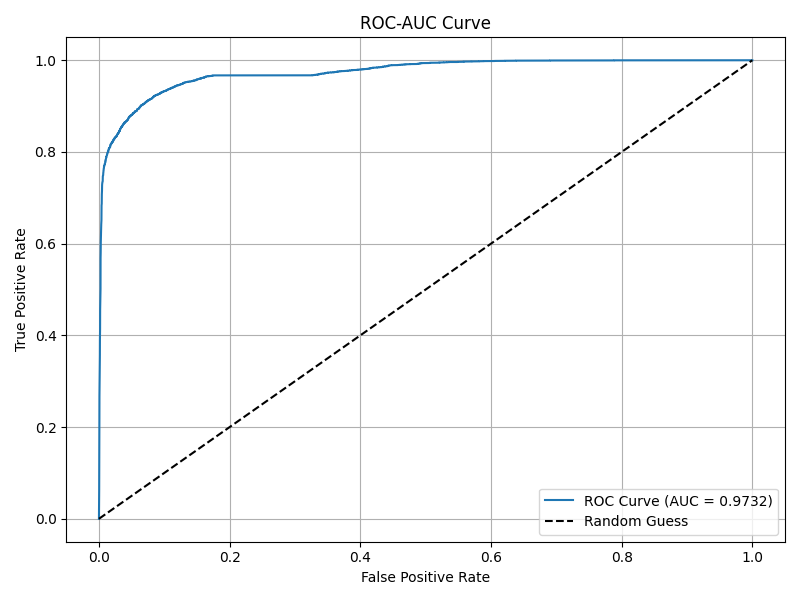 ROC-AUC Curve
True Positive Rate
1.0
0.8
0.6
0.4
0.2
0.0
0.0 0.2 0.4 0.6 0.8 1.0
False Positive Rate
ROC Curve (AUC = 0.9732)
Random Guess